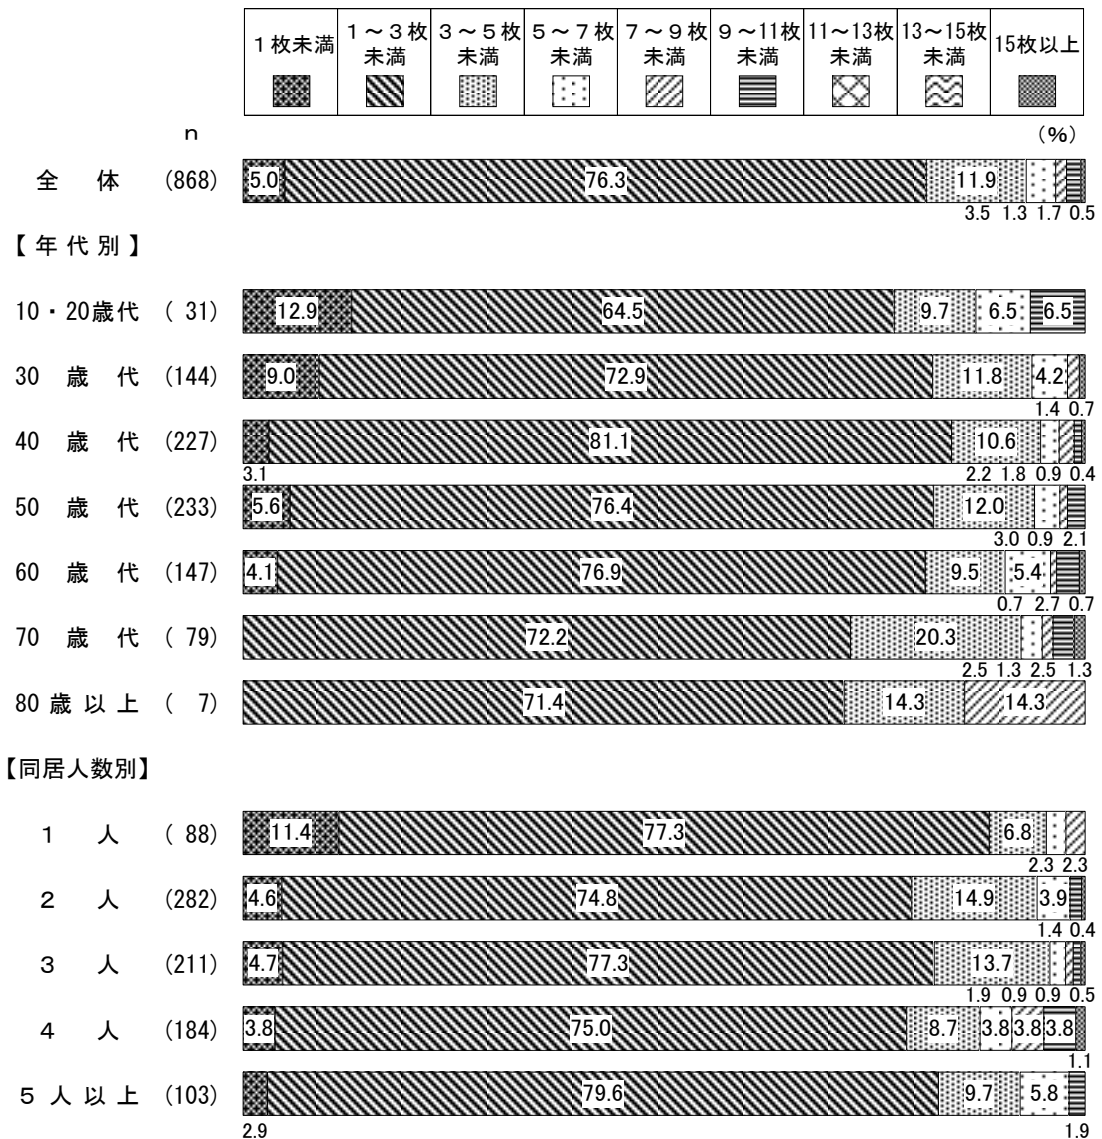 １枚未満 １～３枚未満 ３～５枚未満 ５～７枚未満 ７～９枚未満 ９～11枚未満 11～13枚未満 13～15枚未満 15枚以上
n (％)
全体 (868) 5.0 76.3 11.9
3.5 1.3 1.7 0.5
【年代別】
10・20歳代 ( 31) 12.9 64.5 9.7 6.5 6.5
30歳代 (144) 9.0 72.9 11.8 4.2
1.4 0.7
40歳代 (227) 81.1 10.6
3.1 2.2 1.8 0.9 0.4
50歳代 (233) 5.6 76.4 12.0
3.0 0.9 2.1
60歳代 (147) 4.1 76.9 9.5 5.4
0.7 2.7 0.7
70歳代 ( 79) 72.2 20.3
2.5 1.3 2.5 1.3
80歳以上 ( 7) 71.4 14.3 14.3
【同居人数別】
１人 ( 88) 11.4 77.3 6.8
2.3 2.3
２人 (282) 4.6 74.8 14.9 3.9
1.4 0.4
３人 (211) 4.7 77.3 13.7
1.9 0.9 0.9 0.5
４人 (184) 3.8 75.0 8.7 3.8 3.8 3.8
1.1
５人以上 (103) 79.6 9.7 5.8
2.9 1.9